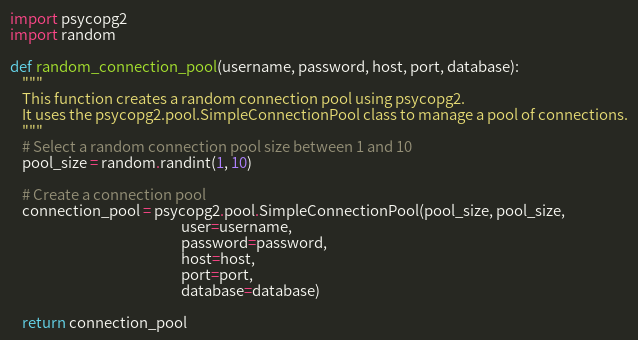 import psycopg2
import random
def random_connection_pool(username, password, host, port, database):
"""
This function creates a random connection pool using psycopg2.
It uses the psycopg2.pool.SimpleConnectionPool class to manage a pool of connections.
"""
# Select a random connection pool size between 1 and 10
pool_size = random.randint(1, 10)
# Create a connection pool
connection_pool = psycopg2.pool.SimpleConnectionPool(pool_size, pool_size,
user=username,
password=password,
host=host,
port=port,
database=database)
return connection_pool